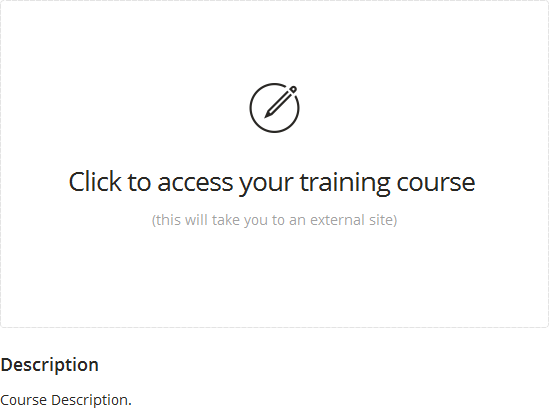 Click to access your training course
(this will take you to an external site)
Description
Course Description.